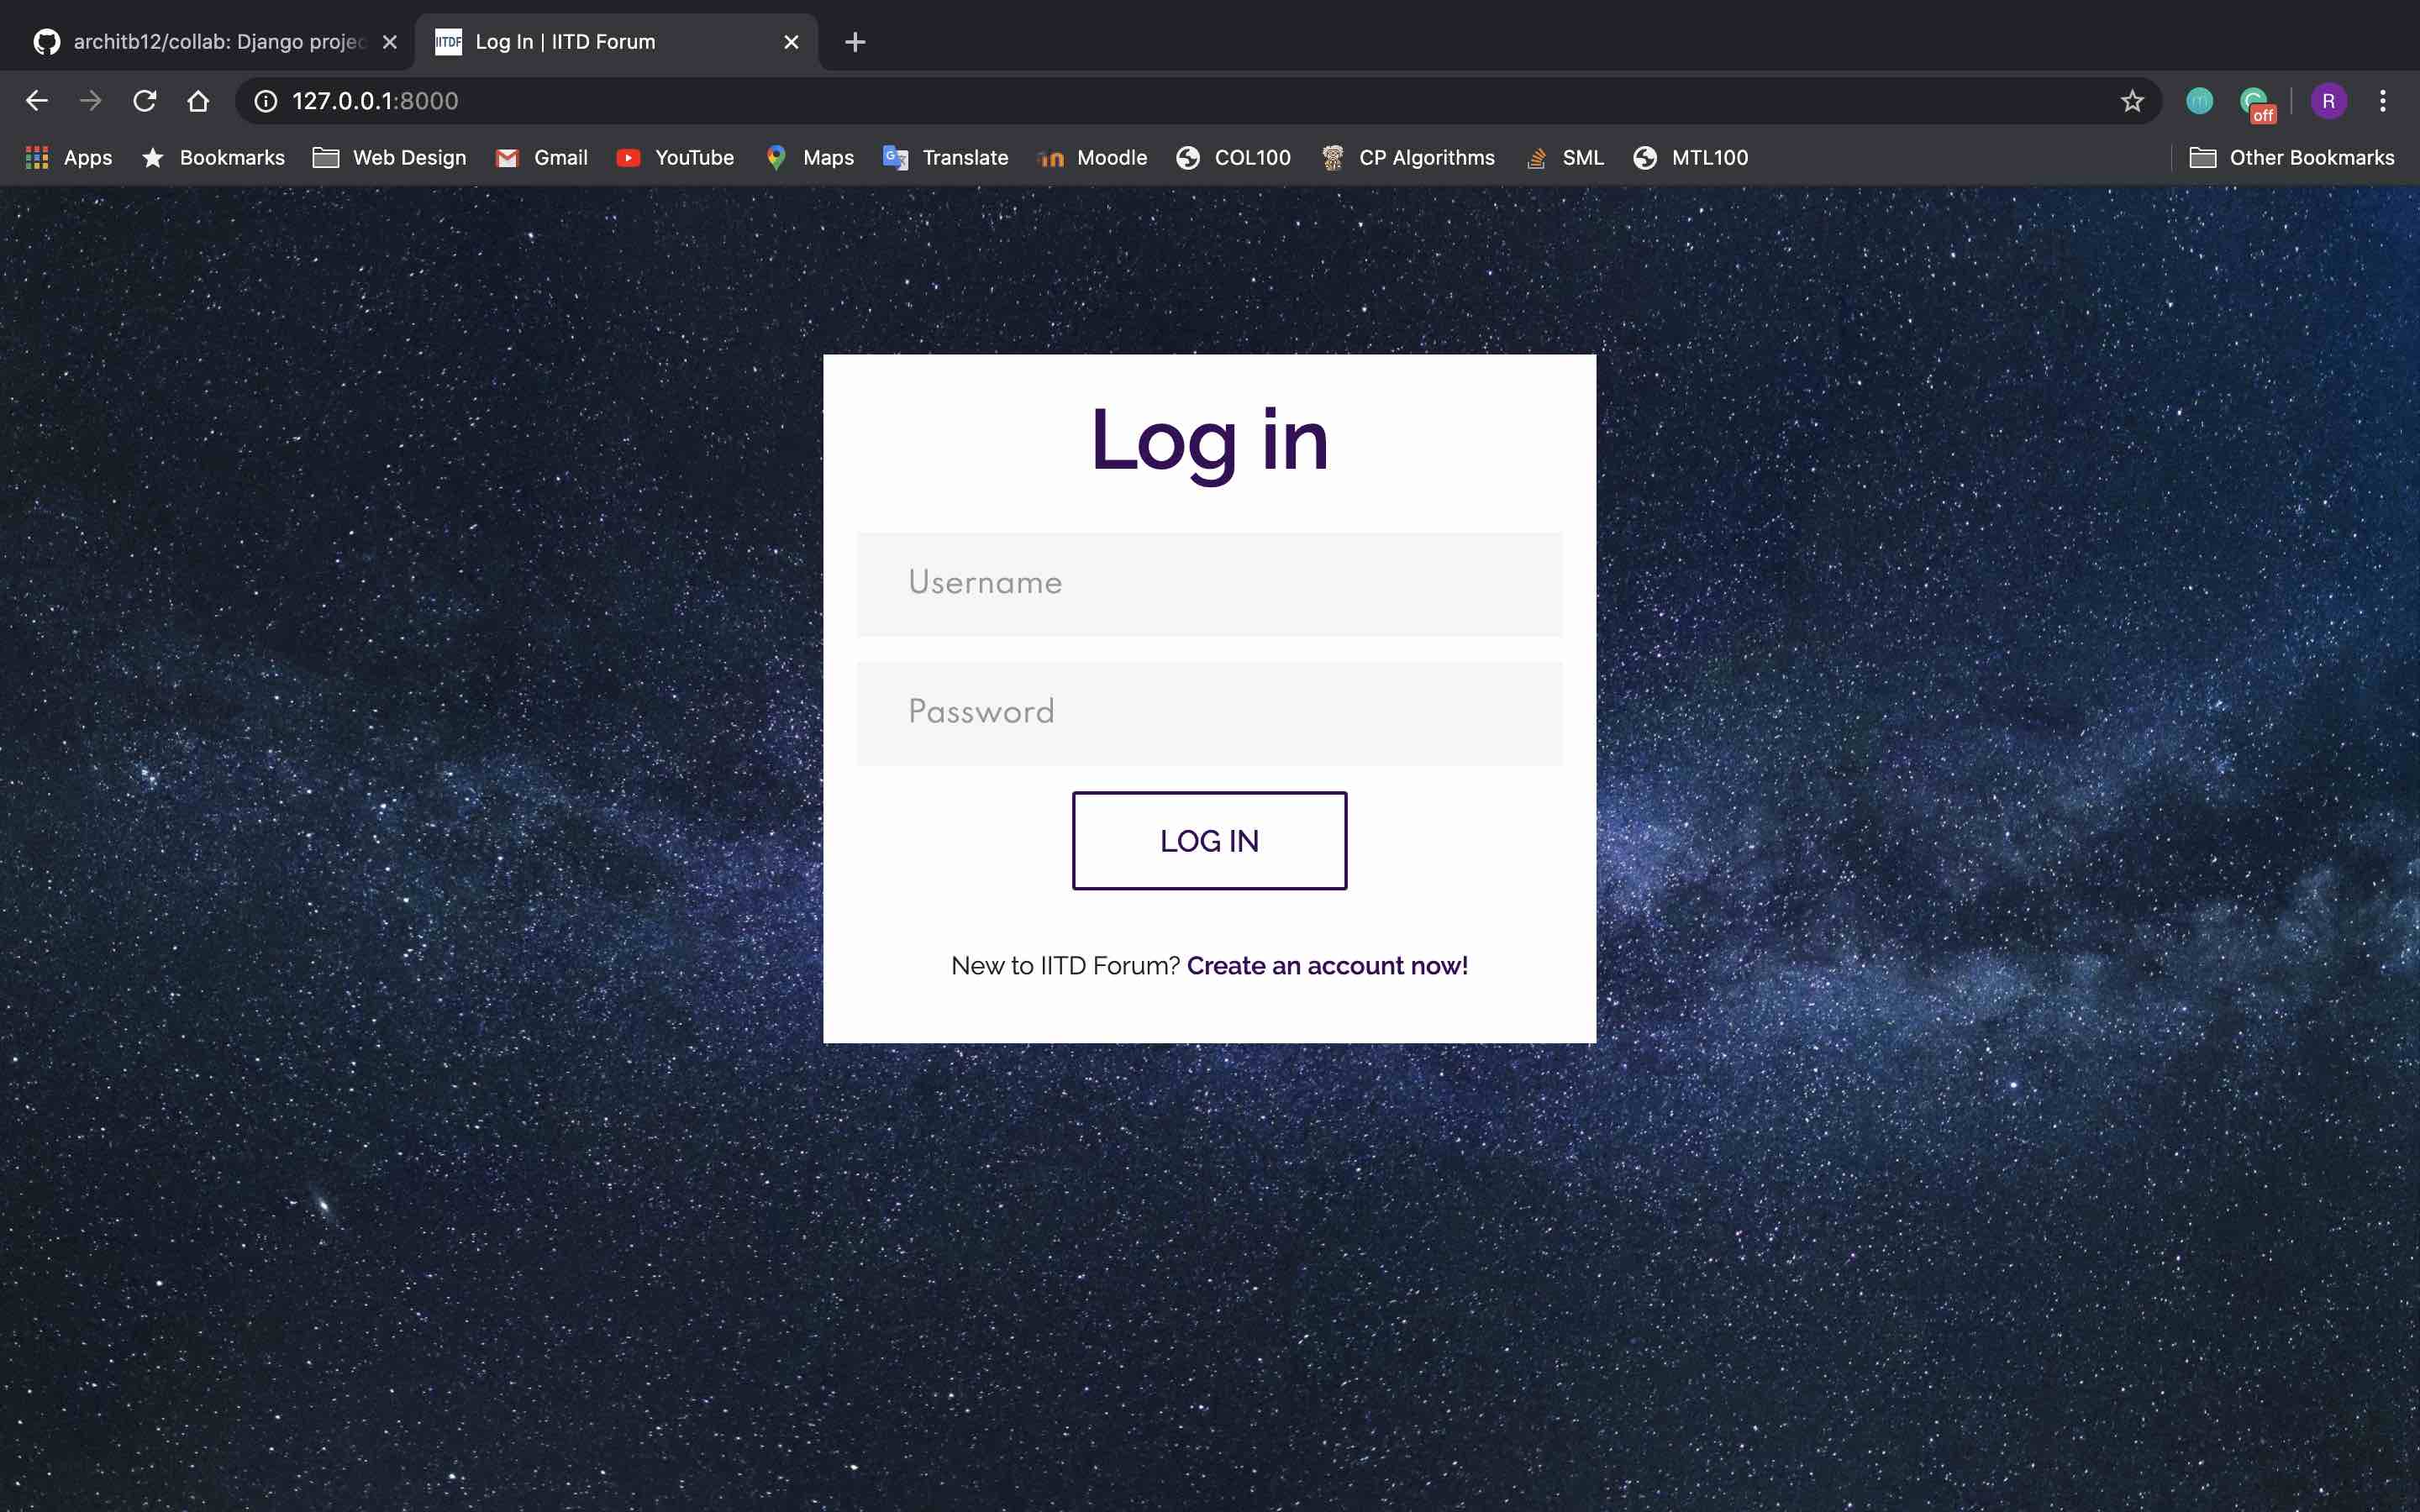 architb12/collab: Django projec
IITDF Log In | IITD Forum
127.0.0.1:8000
off R
Apps Bookmarks Web Design Gmail YouTube Maps Translate Moodle COL100 CP Algorithms SML MTL100 Other Bookmarks
Log in
Username
Password
LOG IN
New to IITD Forum? Create an account now!